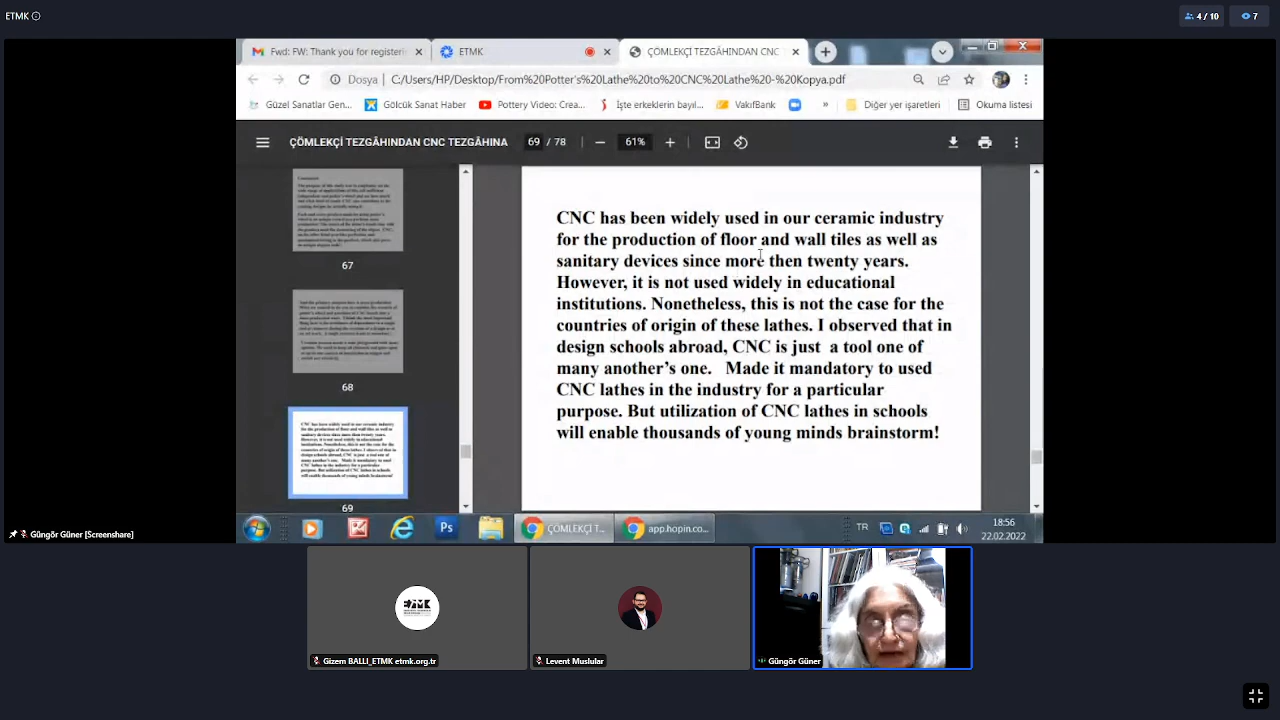 ETMK
4 / 10
7
Fwd: FW: Thank you for register
ETMK
ÇÖMLEKÇİ TEZGÂHINDAN CNC
Dosya
C:/Users/HP/Desktop/From%20Potter's%20Lathe%20to%20CNC%20Lathe%20-%20Kopya.pdf
Güzel Sanatlar Gen...
Gölcük Sanat Haber
Pottery Video: Crea...
İşte erkeklerin bayıl...
VakıfBank
»
Diğer yer işaretleri
Okuma listesi
ÇÖMLEKÇİ TEZGÂHINDAN CNC TEZGÂHINA
69 / 78
61%
67
68
69
CNC has been widely used in our ceramic industry
for the production of floor and wall tiles as well as
sanitary devices since more then twenty years.
However, it is not used widely in educational
institutions. Nonetheless, this is not the case for the
countries of origin of these lathes. I observed that in
design schools abroad, CNC is just a tool one of
many another's one. Made it mandatory to used
CNC lathes in the industry for a particular
purpose. But utilization of CNC lathes in schools
will enable thousands of young minds brainstorm!
Ps
ÇÖMLEKÇİ T...
app.hopin.co...
TR
18:56
22.02.2022
Güngör Güner [Screenshare]
ETMK
Gizem BALLI_ETMK etmk.org.tr
Levent Muslular
Güngör Güner